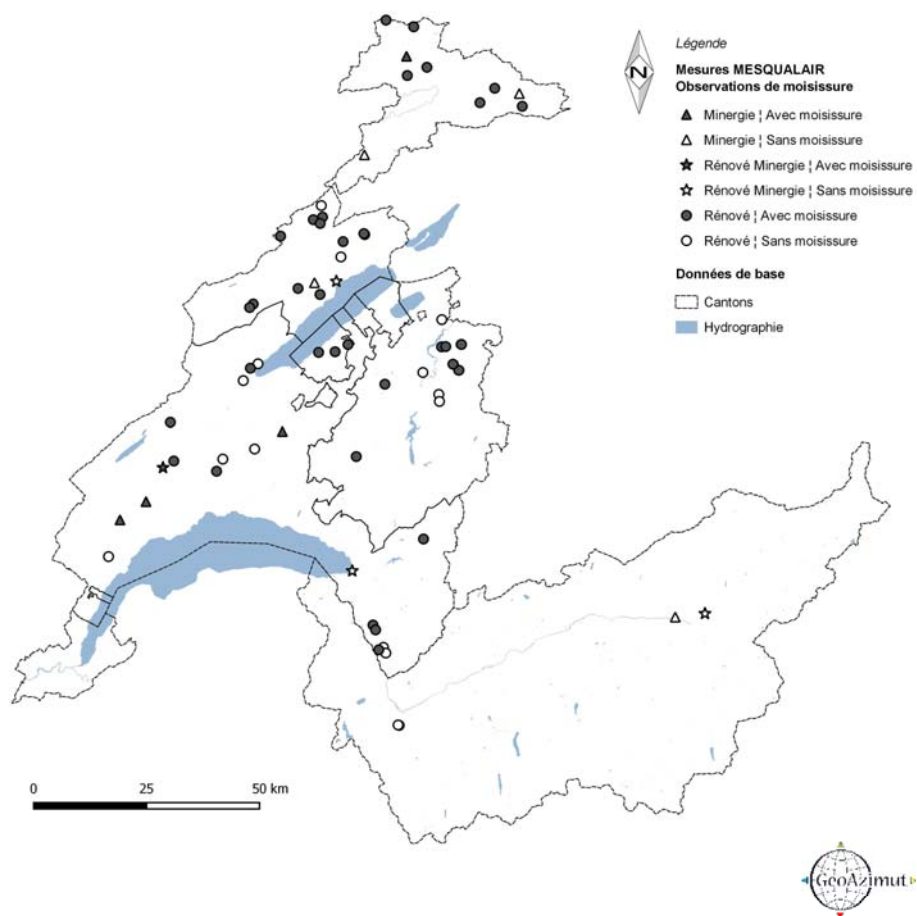 Légende
Mesures MESQUALAIR
Observations de moisissure
Minergie ¦ Avec moisissure
Minergie ¦ Sans moisissure
Rénové Minergie ¦ Avec moisissure
Rénové Minergie ¦ Sans moisissure
Rénové ¦ Avec moisissure
Rénové ¦ Sans moisissure
Données de base
Cantons
Hydrographie
N
0 25 50 km
GeoAzimut